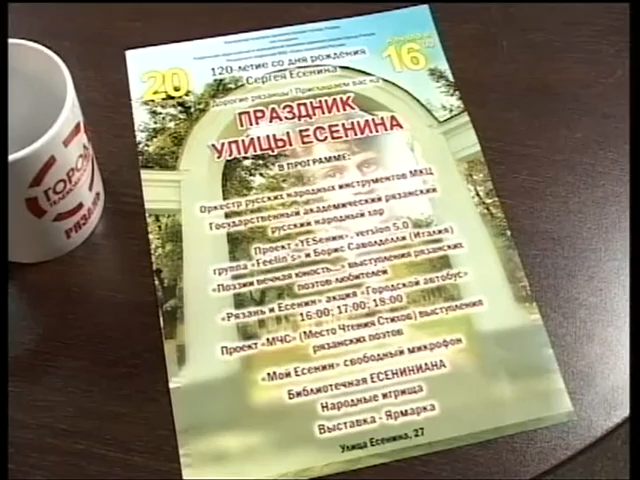 120-летие со дня рождения
Сергея Есенина
20
16
Дорогие рязанцы! Приглашаем вас на
ПРАЗДНИК
УЛИЦЫ ЕСЕНИНА
В ПРОГРАММЕ:
Оркестр русских народных инструментов МКЦ
Государственный академический рязанский
русский народный хор
Проект «YESенин», version 5.0
группа «Feelin's» и Борис Саволделли (Италия)
«Поэзии вечная юность...» выступления рязанских
поэтов-любителей
«Рязань и Есенин» акция «Городской автобус»
16:00; 17:00; 18:00
Проект «МЧС» (Место Чтения Стихов) выступления
рязанских поэтов
«Мой Есенин» свободный микрофон
Библиотечная ЕСЕНИНИАНА
Народные игрища
Выставка - Ярмарка
Улица Есенина, 27
ГОРОД
РЯЗАНЬ